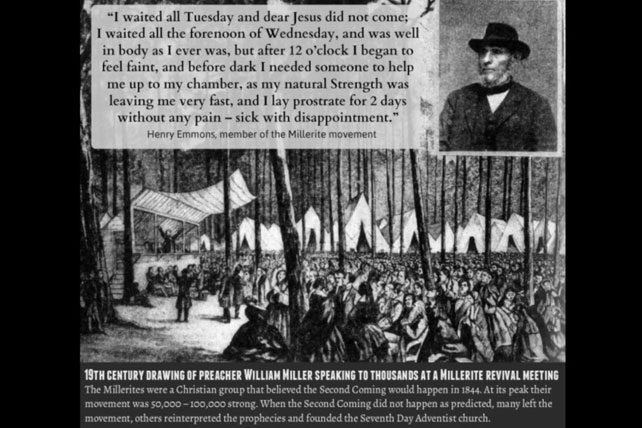 “I waited all Tuesday and dear Jesus did not come;
I waited all the forenoon of Wednesday, and was well
in body as I ever was, but after 12 o’clock I began to
feel faint, and before dark I needed someone to help
me up to my chamber, as my natural Strength was
leaving me very fast, and I lay prostrate for 2 days
without any pain – sick with disappointment.”
Henry Emmons, member of the Millerite movement
19TH CENTURY DRAWING OF PREACHER WILLIAM MILLER SPEAKING TO THOUSANDS AT A MILLERITE REVIVAL MEETING
The Millerites were a Christian group that believed the Second Coming would happen in 1844. At its peak their
movement was 50,000 – 100,000 strong. When the Second Coming did not happen as predicted, many left the
movement, others reinterpreted the prophecies and founded the Seventh Day Adventist church.